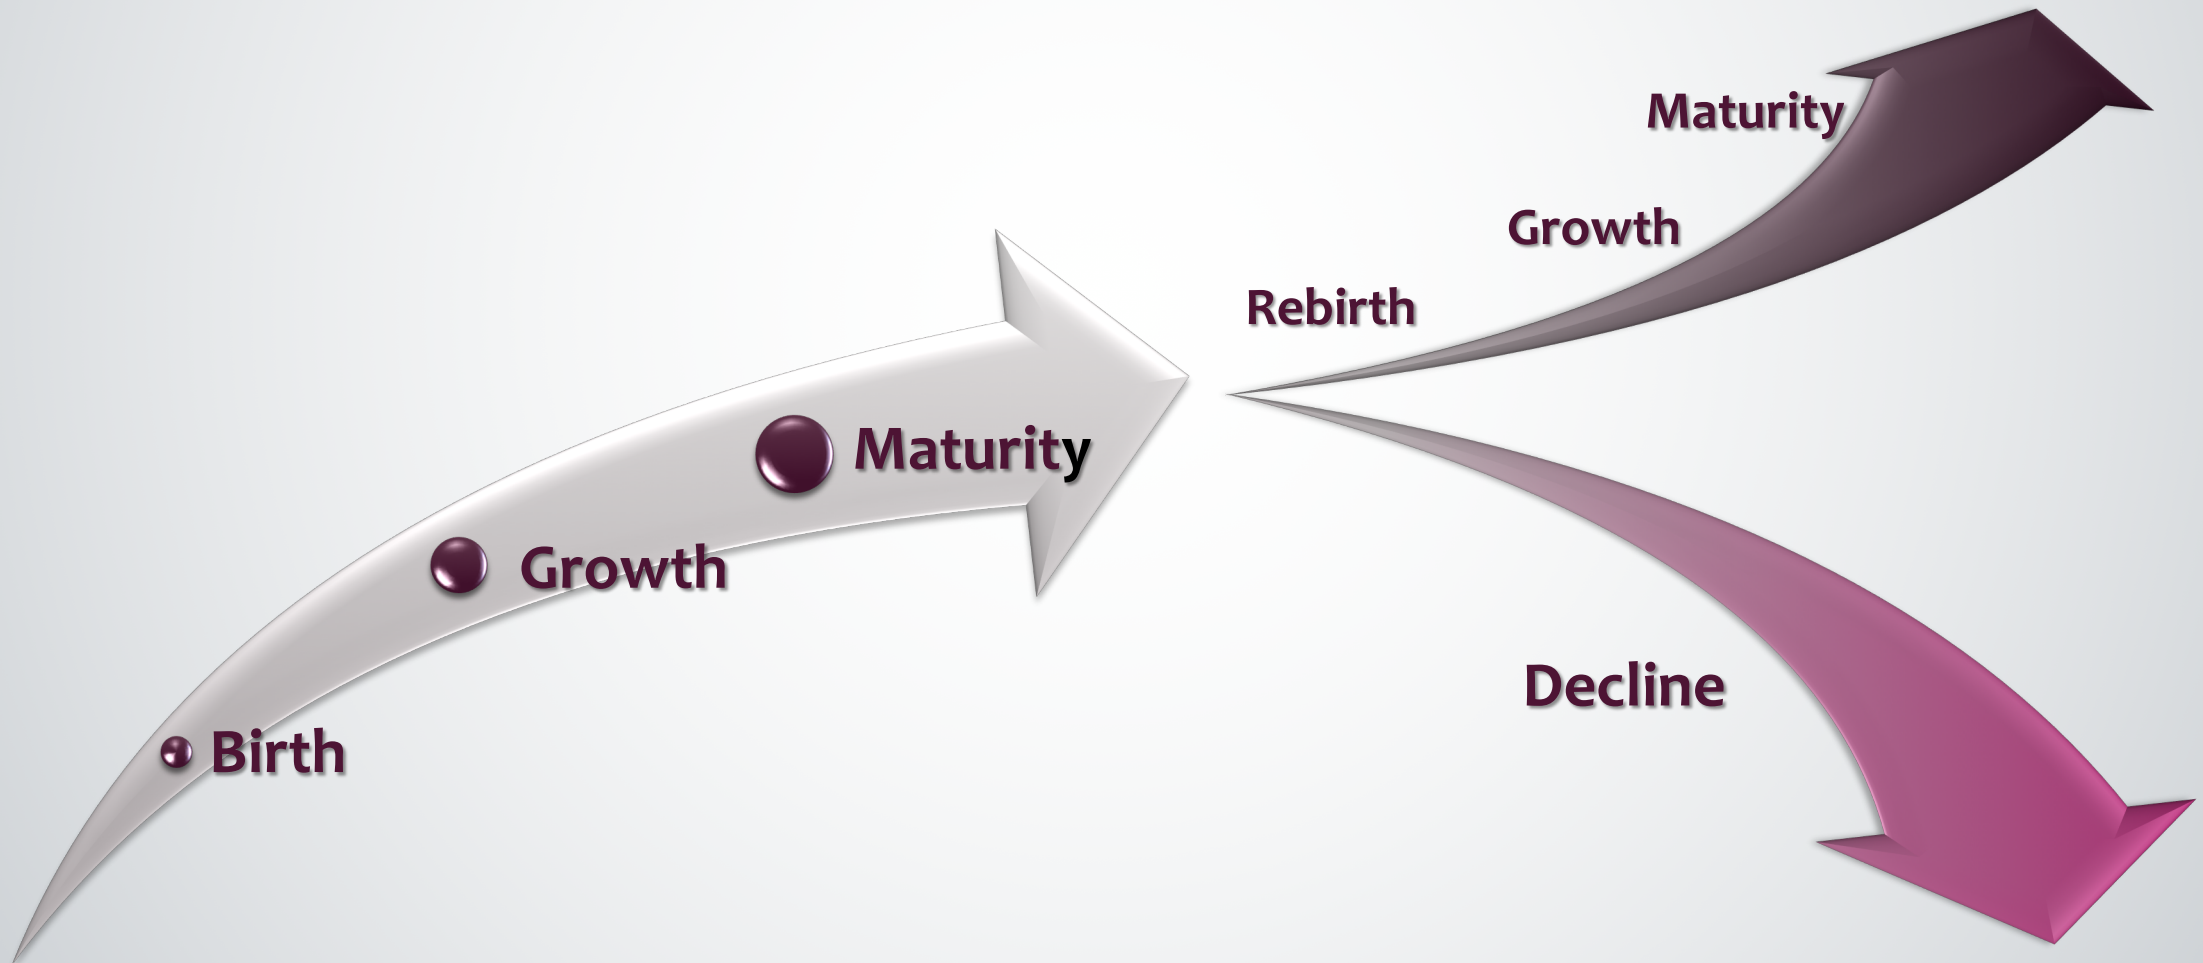 Birth
Growth
Maturity
Rebirth
Growth
Maturity
Decline